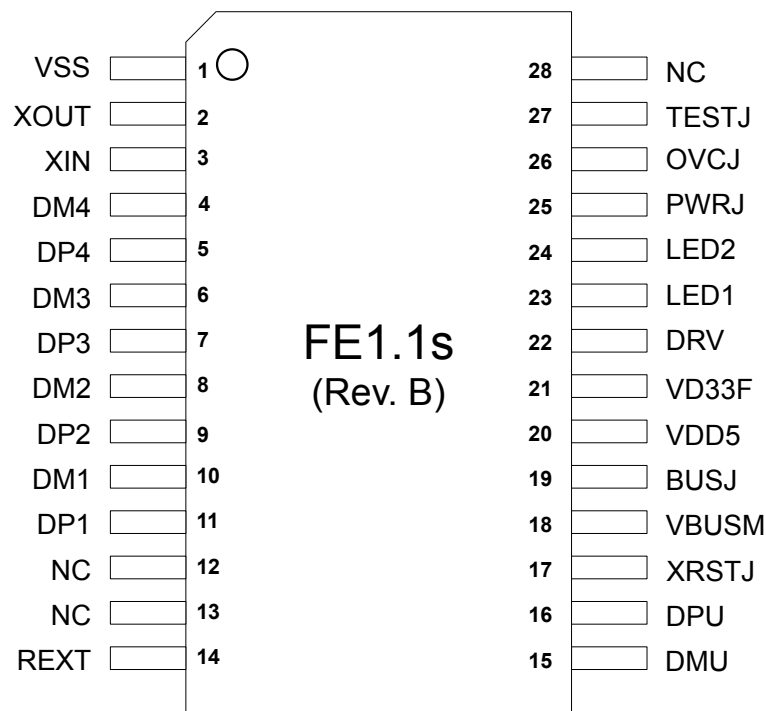 VSS 1 28 NC
XOUT 2 27 TESTJ
XIN 3 26 OVCJ
DM4 4 25 PWRJ
DP4 5 24 LED2
DM3 6 23 LED1
DP3 7 FE1.1s 22 DRV
DM2 8 (Rev. B) 21 VD33F
DP2 9 20 VDD5
DM1 10 19 BUSJ
DP1 11 18 VBUSM
NC 12 17 XRSTJ
NC 13 16 DPU
REXT 14 15 DMU